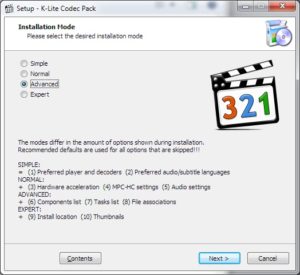 Setup - K-Lite Codec Pack
Installation Mode
Please select the desired installation mode
Simple
Normal
Advanced
Expert
321
The modes differ in the amount of options shown during installation.
Recommended defaults are used for all options that are skipped!!!
SIMPLE:
= (1) Preferred player and decoders (2) Preferred audio/subtitle languages
NORMAL:
+ (3) Hardware acceleration (4) MPC-HC settings (5) Audio settings
ADVANCED:
+ (6) Components list (7) Tasks list (8) File associations
EXPERT:
+ (9) Install location (10) Thumbnails
Contents
Next >
Cancel